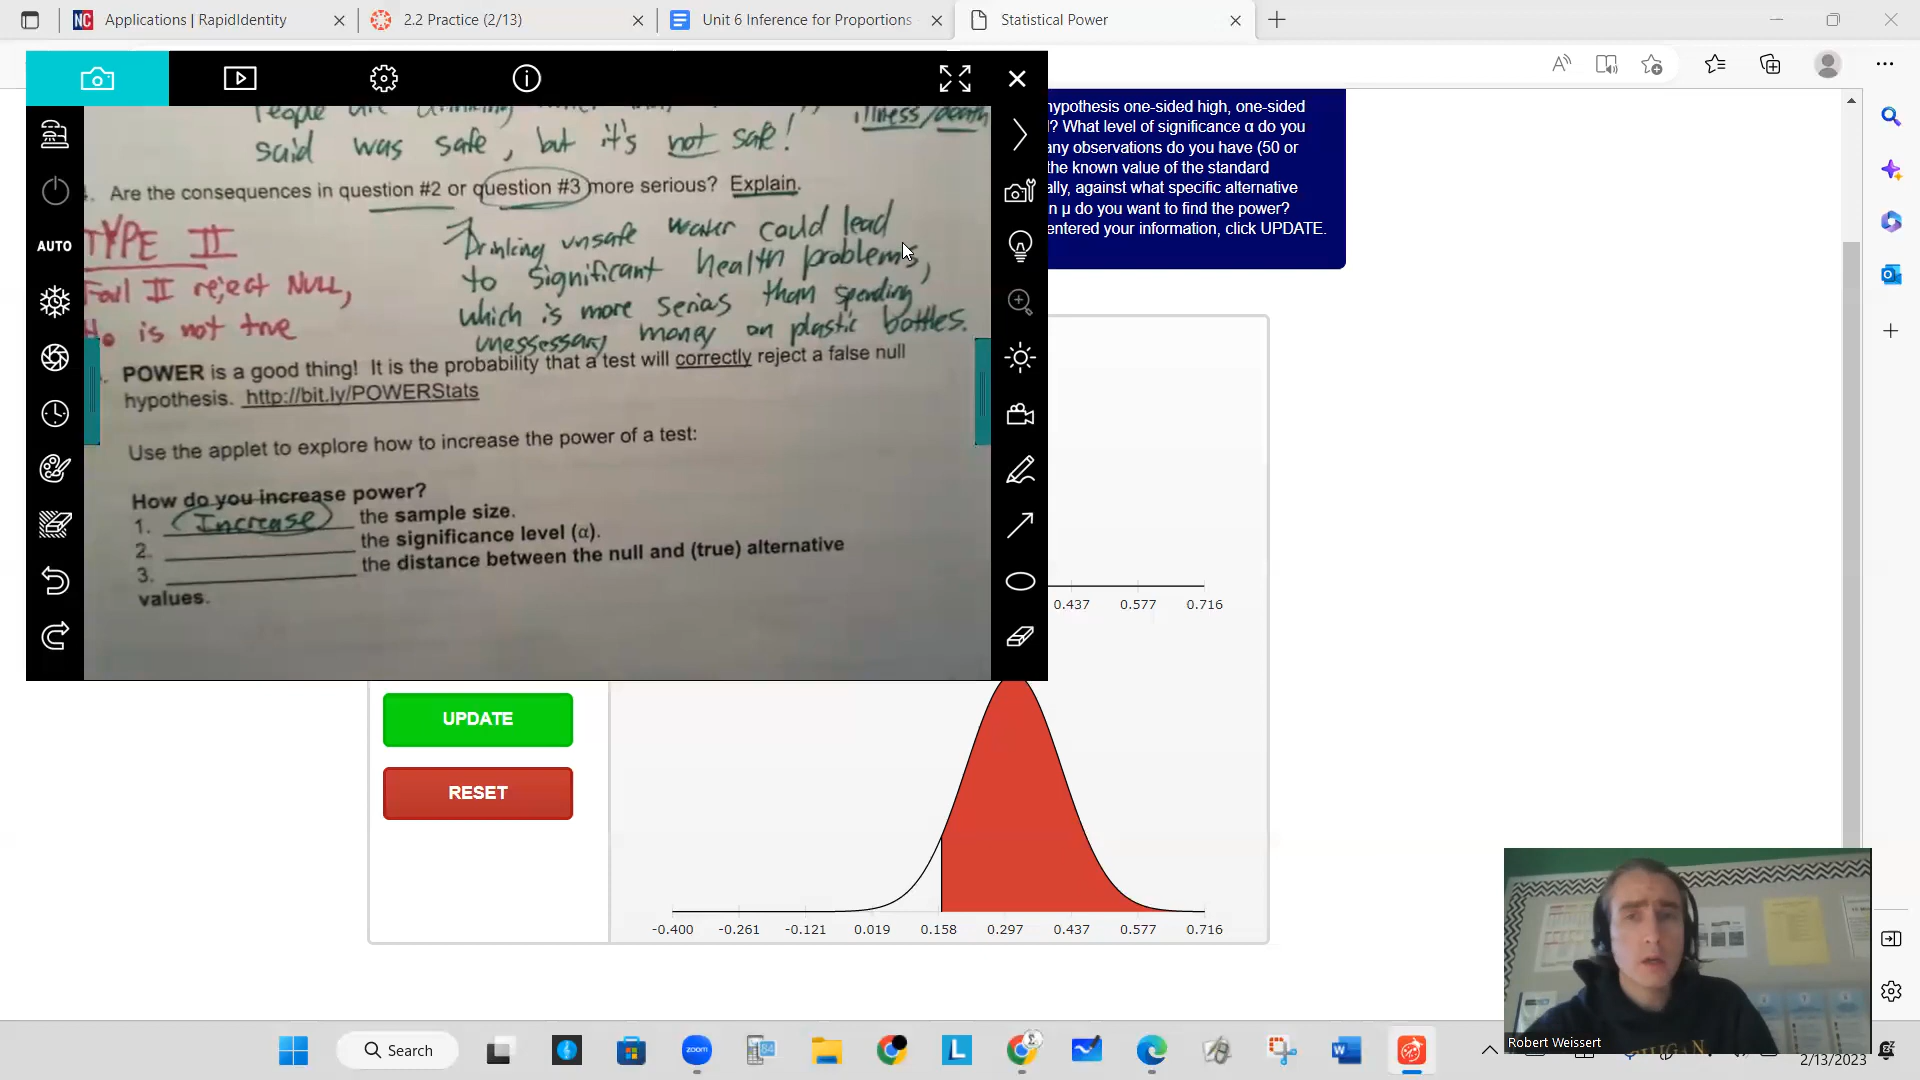 Applications | RapidIdentity
2.2 Practice (2/13)
Unit 6 Inference for Proportions
Statistical Power
ypothesis one-sided high, one-sided
? What level of significance α do you
any observations do you have (50 or
the known value of the standard
ally, against what specific alternative
n μ do you want to find the power?
entered your information, click UPDATE.
People are drinking
illness/death
said was safe, but it's not safe!
Are the consequences in question #2 or question #3 more serious? Explain.
TYPE II
Fail II reject NULL,
Ho is not true
Drinking unsafe water could lead
to significant health problems,
which is more serious than spending
unessessary money on plastic bottles.
POWER is a good thing! It is the probability that a test will correctly reject a false null
hypothesis. http://bit.ly/POWERStats
Use the applet to explore how to increase the power of a test:
How do you increase power?
1. Increase the sample size.
2. the significance level (α).
3. the distance between the null and (true) alternative
values.
AUTO
0.437 0.577 0.716
UPDATE
RESET
-0.400 -0.261 -0.121 0.019 0.158 0.297 0.437 0.577 0.716
Robert Weissert
Search
zoom
2/13/2023